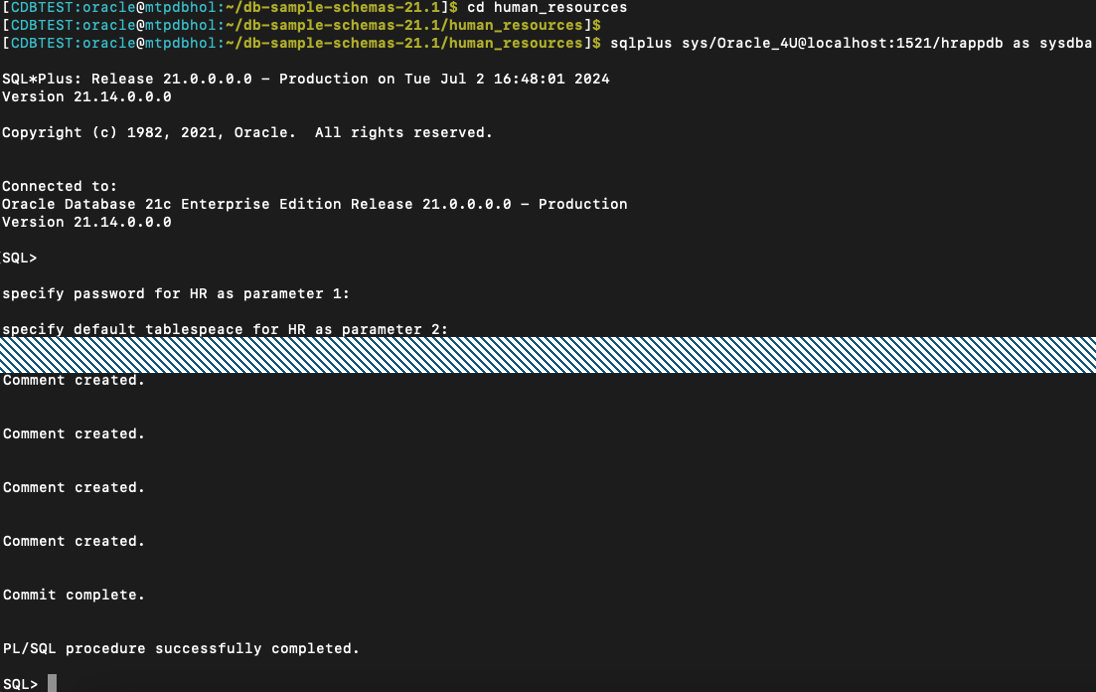 [CDBTEST:oracle@mtpdbhol:~/db-sample-schemas-21.1]$ cd human_resources
[CDBTEST:oracle@mtpdbhol:~/db-sample-schemas-21.1/human_resources]$
[CDBTEST:oracle@mtpdbhol:~/db-sample-schemas-21.1/human_resources]$ sqlplus sys/Oracle_4U@localhost:1521/hrappdb as sysdba
SQL*Plus: Release 21.0.0.0.0 - Production on Tue Jul 2 16:48:01 2024
Version 21.14.0.0.0
Copyright (c) 1982, 2021, Oracle.  All rights reserved.
Connected to:
Oracle Database 21c Enterprise Edition Release 21.0.0.0.0 - Production
Version 21.14.0.0.0
SQL>
specify password for HR as parameter 1:
specify default tablespeace for HR as parameter 2:
Comment created.
Comment created.
Comment created.
Comment created.
Commit complete.
PL/SQL procedure successfully completed.
SQL>